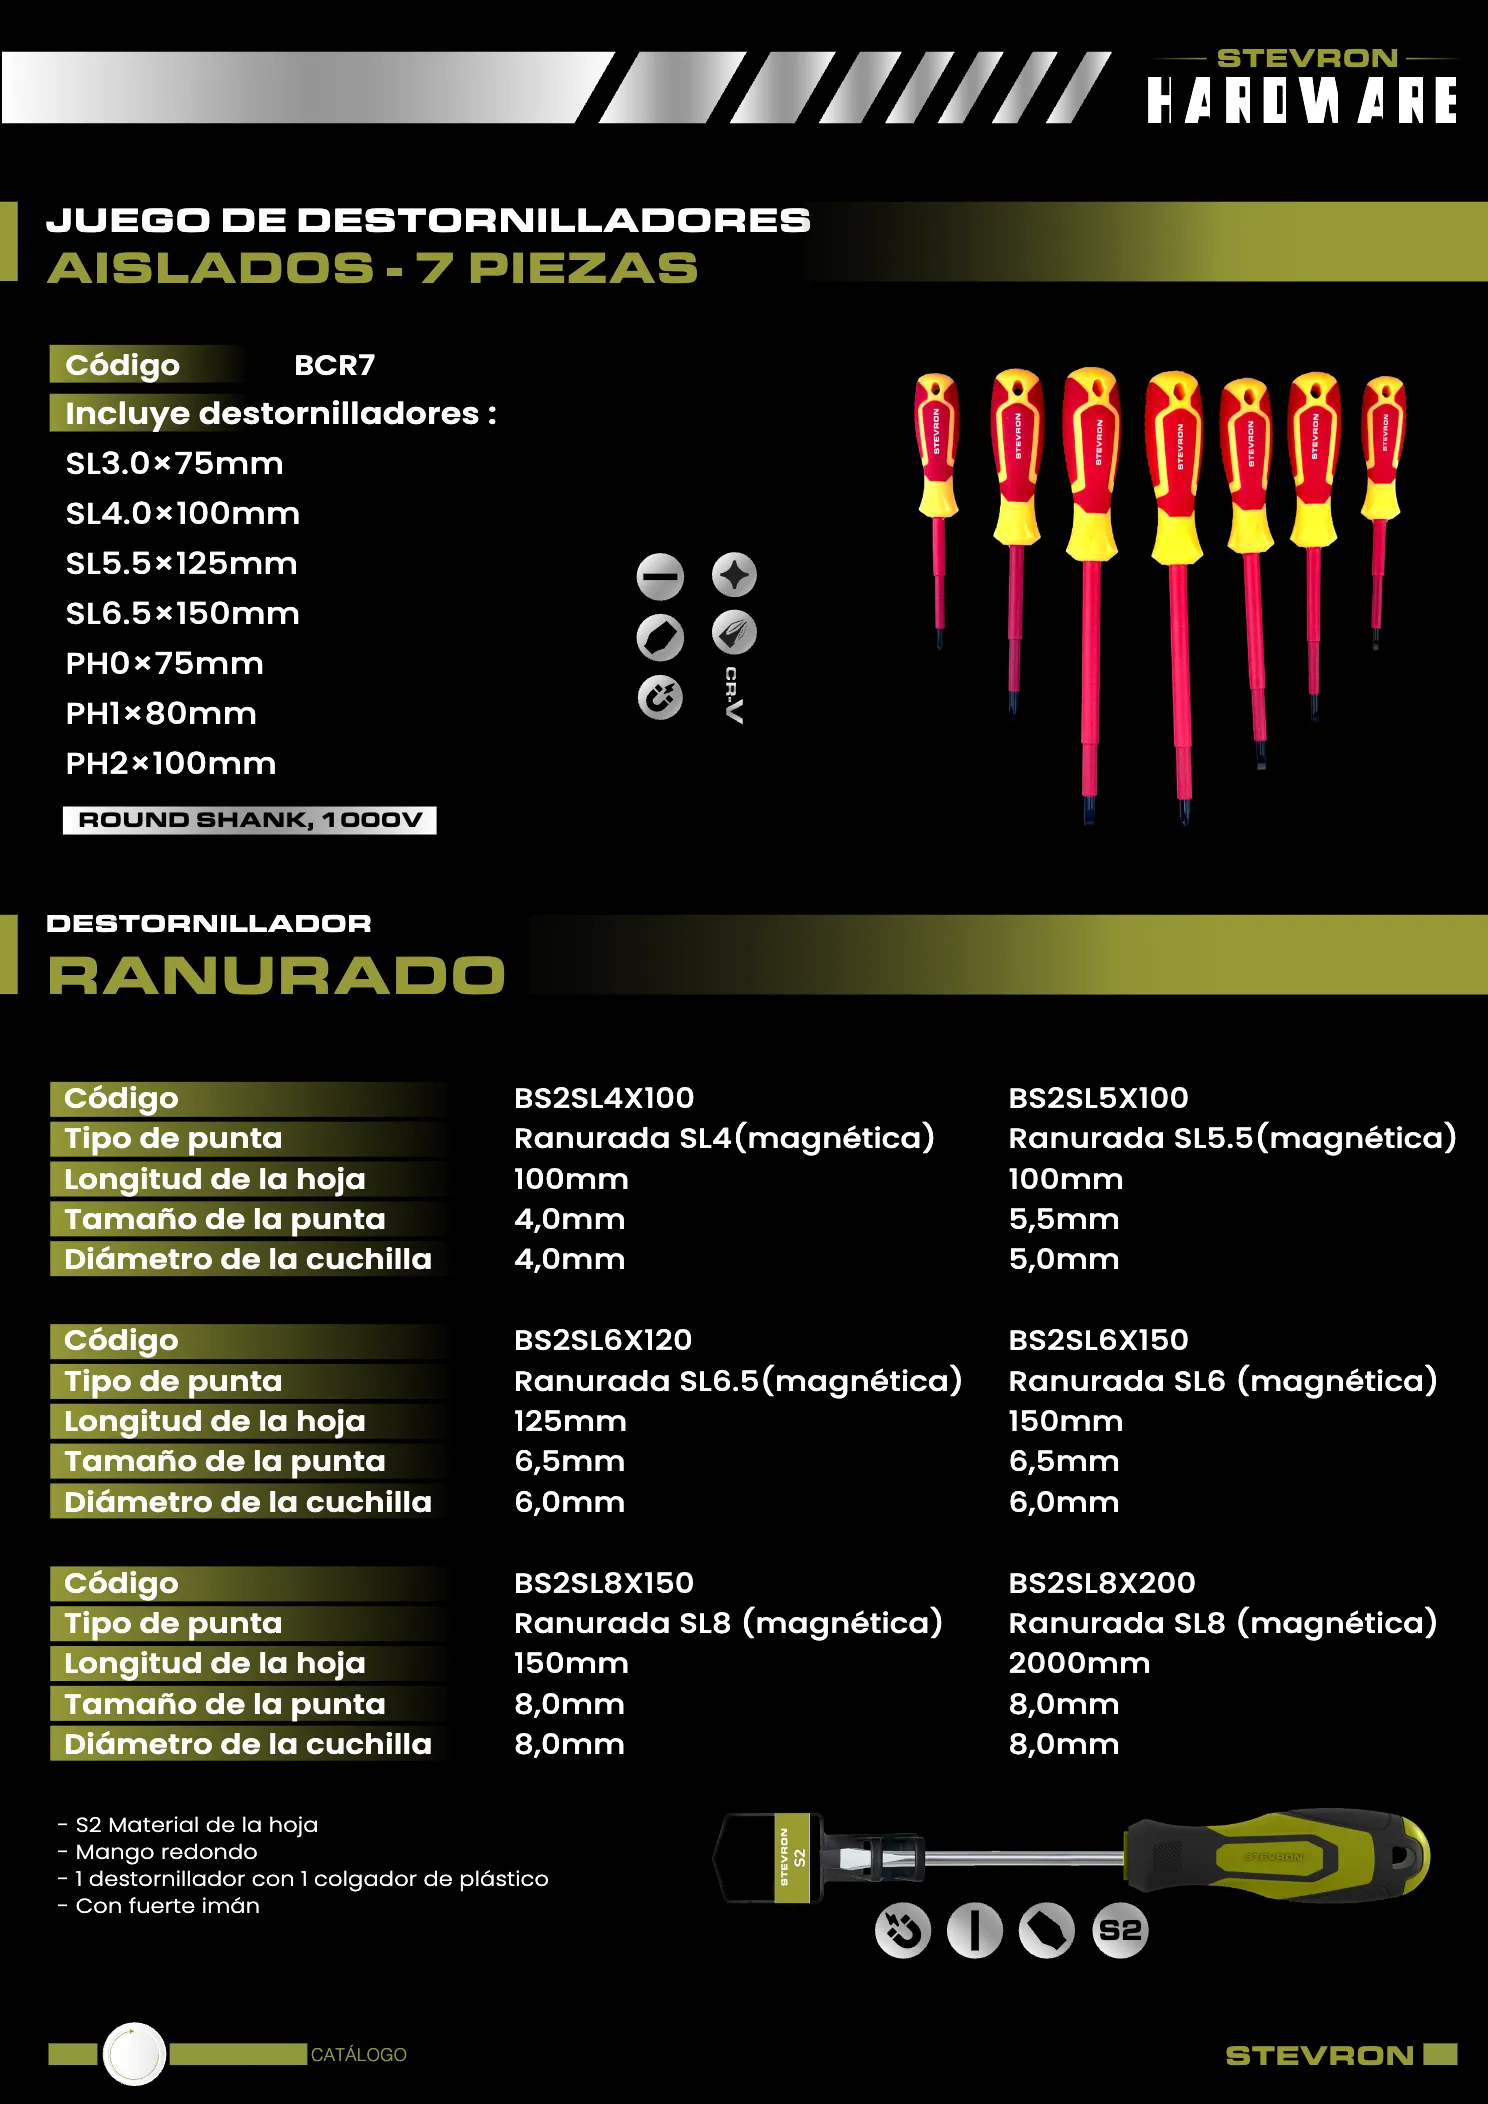 STEVRON
HARDWARE
JUEGO DE DESTORNILLADORES
AISLADOS - 7 PIEZAS
Código BCR7
Incluye destornilladores :
SL3.0×75mm
SL4.0×100mm
SL5.5×125mm
SL6.5×150mm
PH0×75mm
PH1×80mm
PH2×100mm
ROUND SHANK, 1000V
CR-V
STEVRON
STEVRON
STEVRON
STEVRON
STEVRON
STEVRON
STEVRON
DESTORNILLADOR
RANURADO
Código BS2SL4X100 BS2SL5X100
Tipo de punta Ranurada SL4(magnética) Ranurada SL5.5(magnética)
Longitud de la hoja 100mm 100mm
Tamaño de la punta 4,0mm 5,5mm
Diámetro de la cuchilla 4,0mm 5,0mm
Código BS2SL6X120 BS2SL6X150
Tipo de punta Ranurada SL6.5(magnética) Ranurada SL6 (magnética)
Longitud de la hoja 125mm 150mm
Tamaño de la punta 6,5mm 6,5mm
Diámetro de la cuchilla 6,0mm 6,0mm
Código BS2SL8X150 BS2SL8X200
Tipo de punta Ranurada SL8 (magnética) Ranurada SL8 (magnética)
Longitud de la hoja 150mm 2000mm
Tamaño de la punta 8,0mm 8,0mm
Diámetro de la cuchilla 8,0mm 8,0mm
- S2 Material de la hoja
- Mango redondo
- 1 destornillador con 1 colgador de plástico
- Con fuerte imán
STEVRON
S2
STEVRON
S2
CATÁLOGO
STEVRON